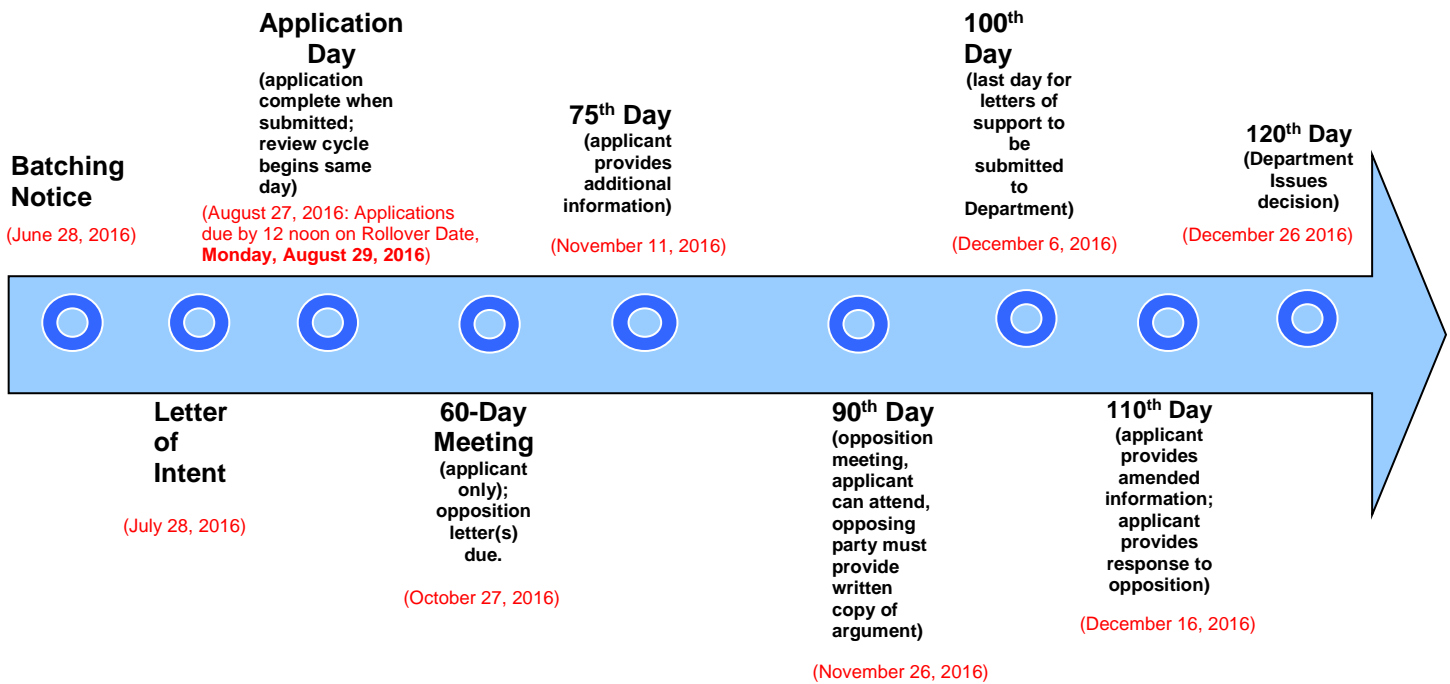 Batching
Notice
(June 28, 2016)
Letter
of
Intent
(July 28, 2016)
Application
Day
(application
complete when
submitted;
review cycle
begins same
day)
(August 27, 2016: Applications
due by 12 noon on Rollover Date,
Monday, August 29, 2016)
60-Day
Meeting
(applicant
only);
opposition
letter(s)
due.
(October 27, 2016)
75th Day
(applicant
provides
additional
information)
(November 11, 2016)
90th Day
(opposition
meeting,
applicant
can attend,
opposing
party must
provide
written
copy of
argument)
(November 26, 2016)
100th
Day
(last day for
letters of
support to
be
submitted
to
Department)
(December 6, 2016)
110th Day
(applicant
provides
amended
information;
applicant
provides
response to
opposition)
(December 16, 2016)
120th Day
(Department
Issues
decision)
(December 26 2016)